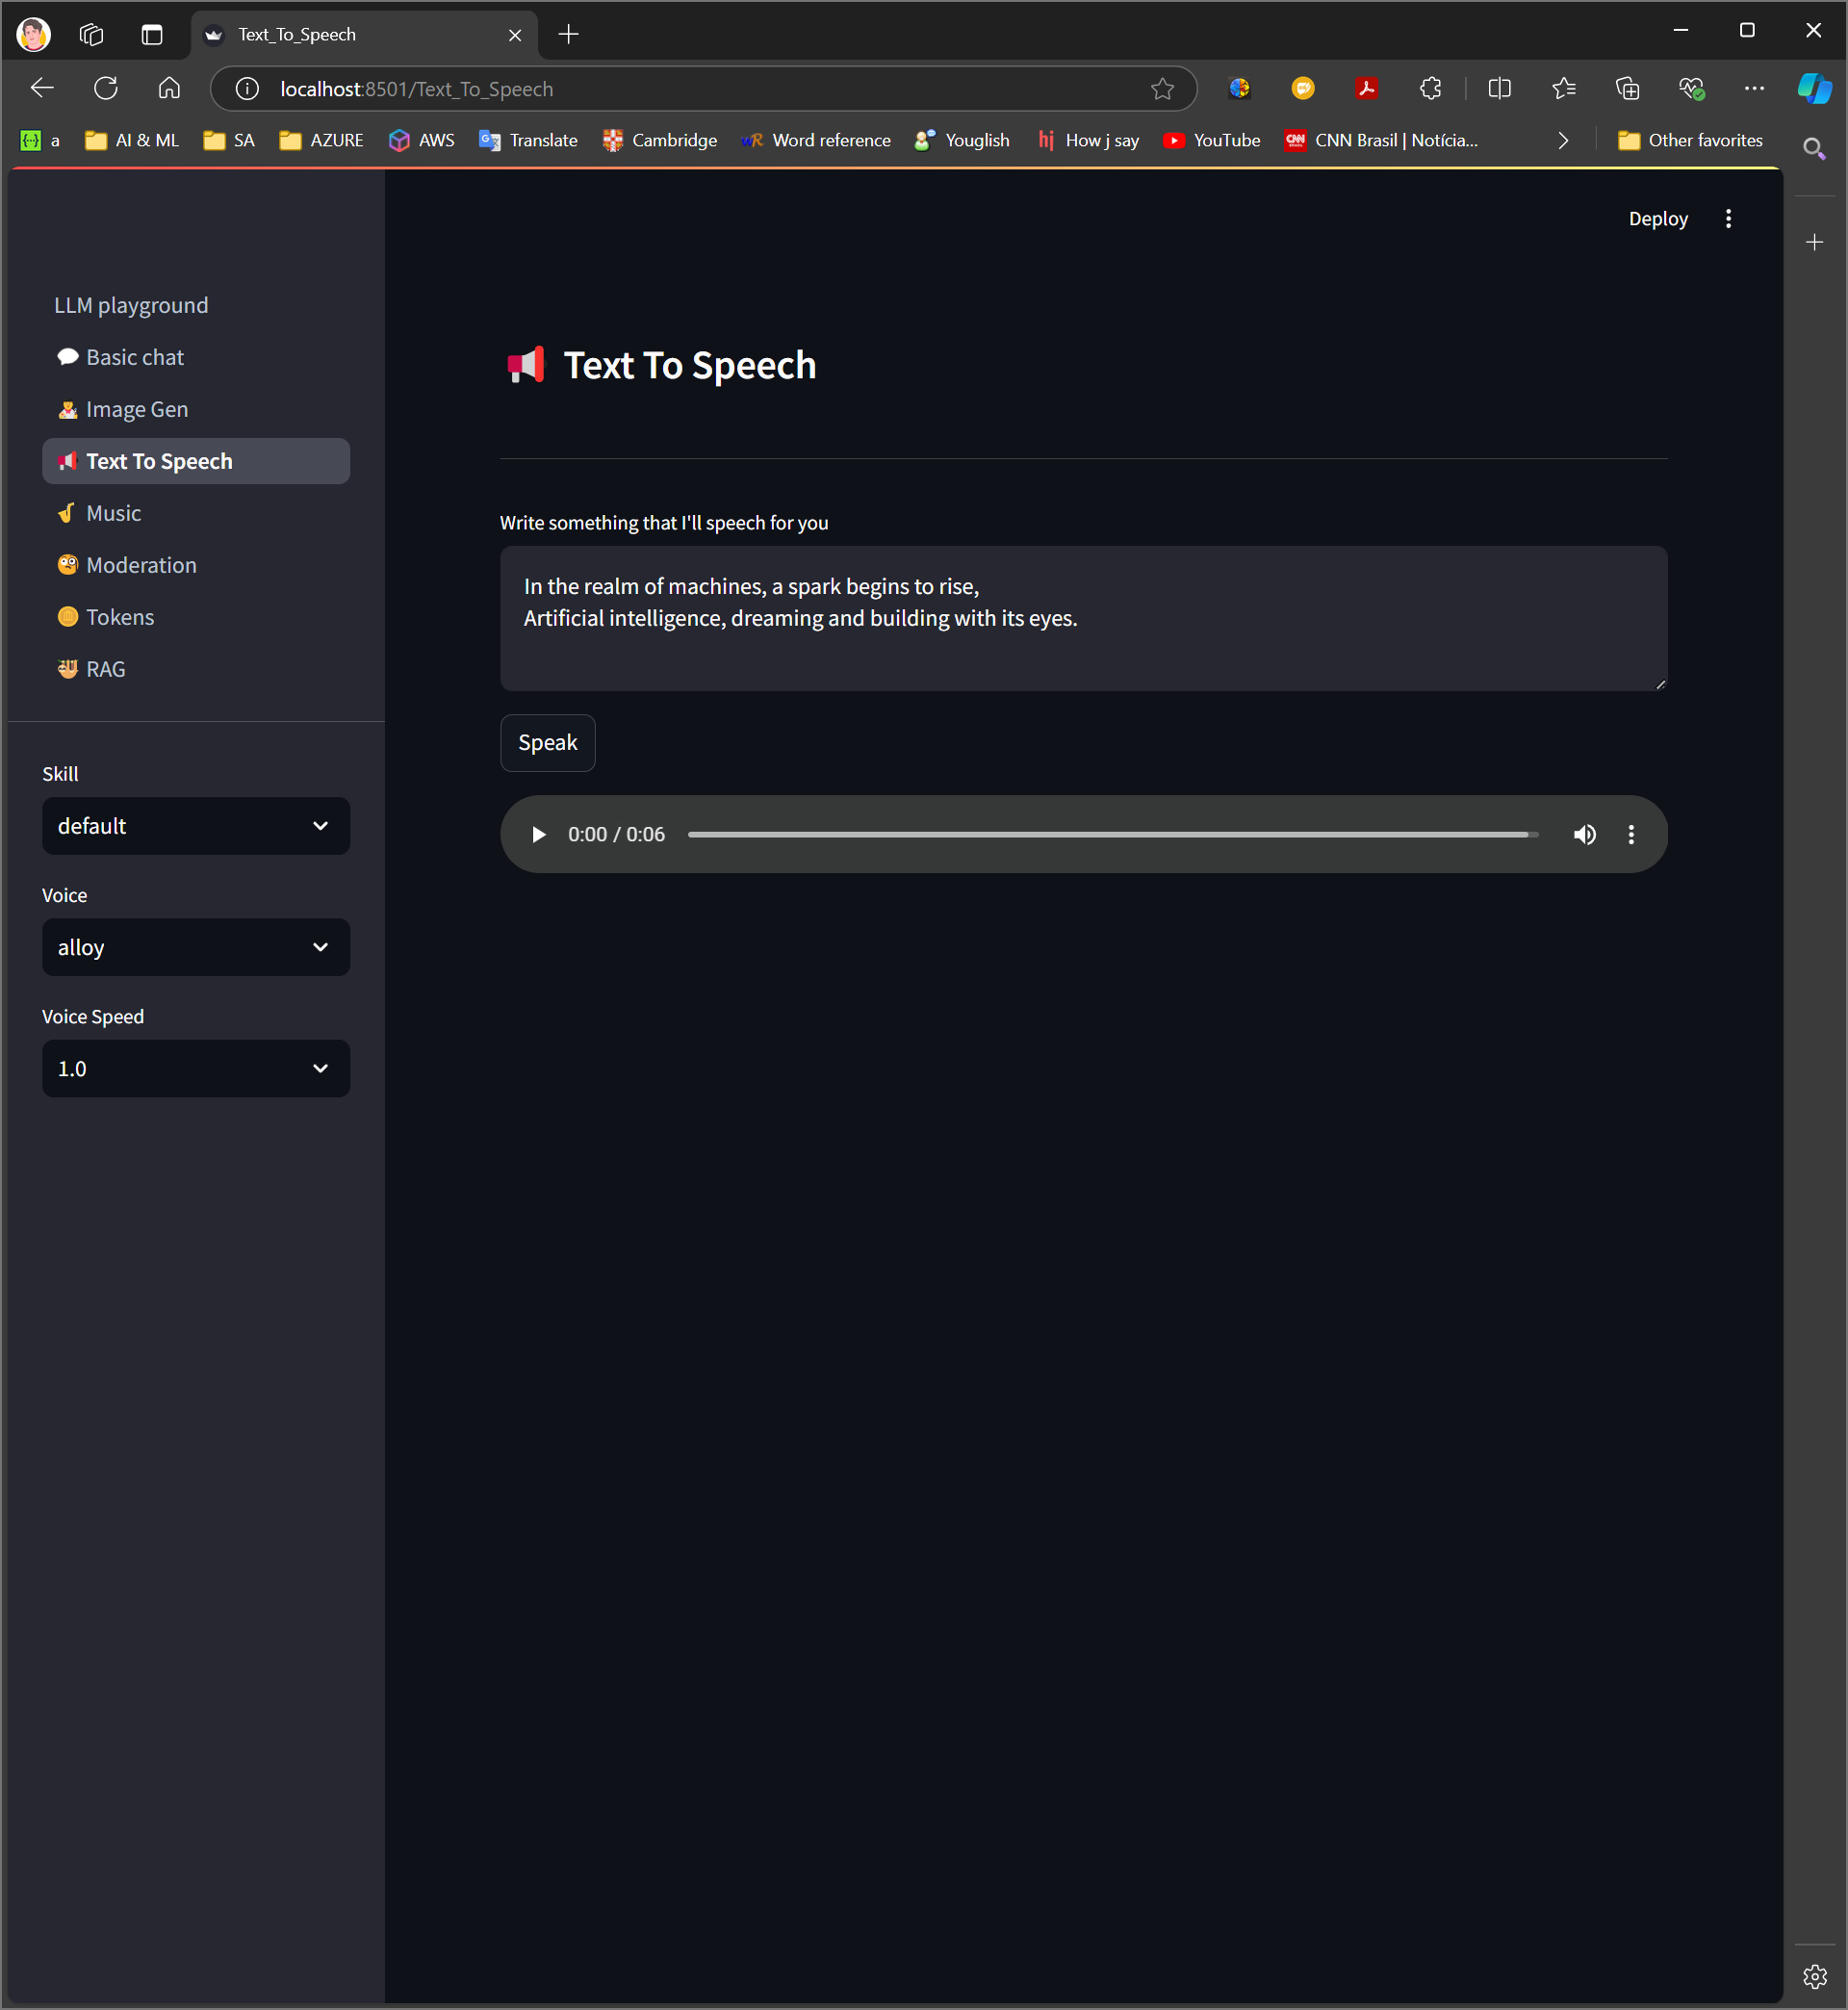 Text_To_Speech
localhost:8501/Text_To_Speech
a AI & ML SA AZURE AWS Translate Cambridge Word reference Youglish hj How j say YouTube CNN CNN Brasil | Notícia... Other favorites
Deploy
LLM playground
Basic chat
Image Gen
Text To Speech
Music
Moderation
Tokens
RAG
Skill
default
Voice
alloy
Voice Speed
1.0
Text To Speech
Write something that I'll speech for you
In the realm of machines, a spark begins to rise,
Artificial intelligence, dreaming and building with its eyes.
Speak
0:00 / 0:06